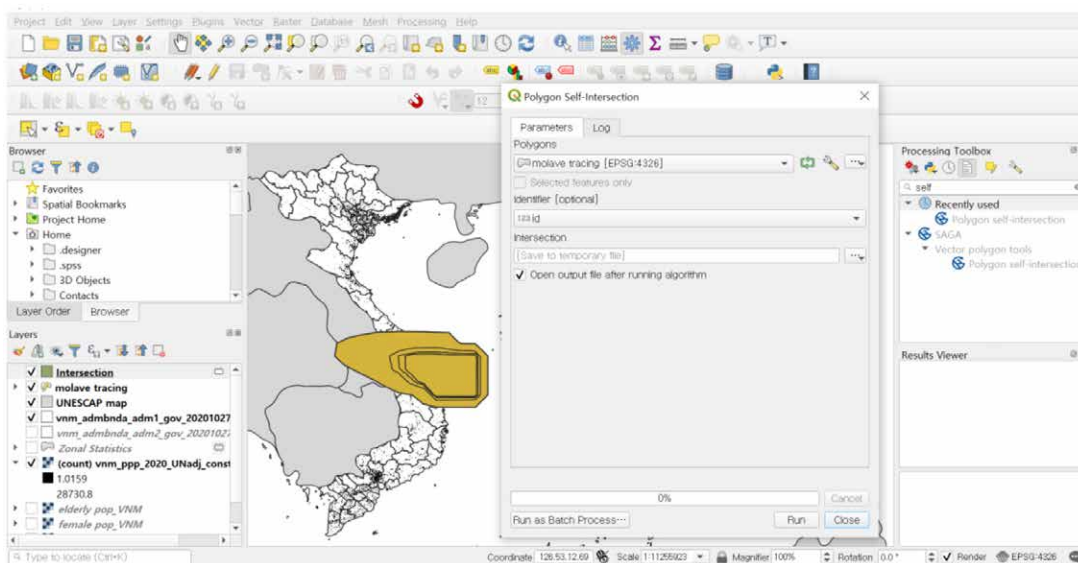 Project Edit View Layer Settings Plugins Vector Raster Database Mesh Processing Help
12
Polygon Self-Intersection
Parameters Log
Polygons
molave tracing [EPSG:4326]
Selected features only
Identifier [optional]
123 id
Intersection
[Save to temporary file]
Open output file after running algorithm
0%
Cancel
Run as Batch Process…
Run
Close
Browser
Favorites
Spatial Bookmarks
Project Home
Home
.designer
.spss
3D Objects
Contacts
Layer Order Browser
Layers
Intersection
molave tracing
UNESCAP map
vnm_admbnda_adm1_gov_20201027
vnm_admbnda_adm2_gov_20201027
Zonal Statistics
(count) vnm_ppp_2020_UNadj_const
1.0159
28730.8
elderly pop_VNM
female pop_VNM
Processing Toolbox
self
Recently used
Polygon self-intersection
SAGA
Vector polygon tools
Polygon self-intersection
Results Viewer
Type to locate (Ctrl+K)
Coordinate 126.53,12.69 Scale 1:11255923 Magnifier 100% Rotation 0.0 ° Render EPSG:4326